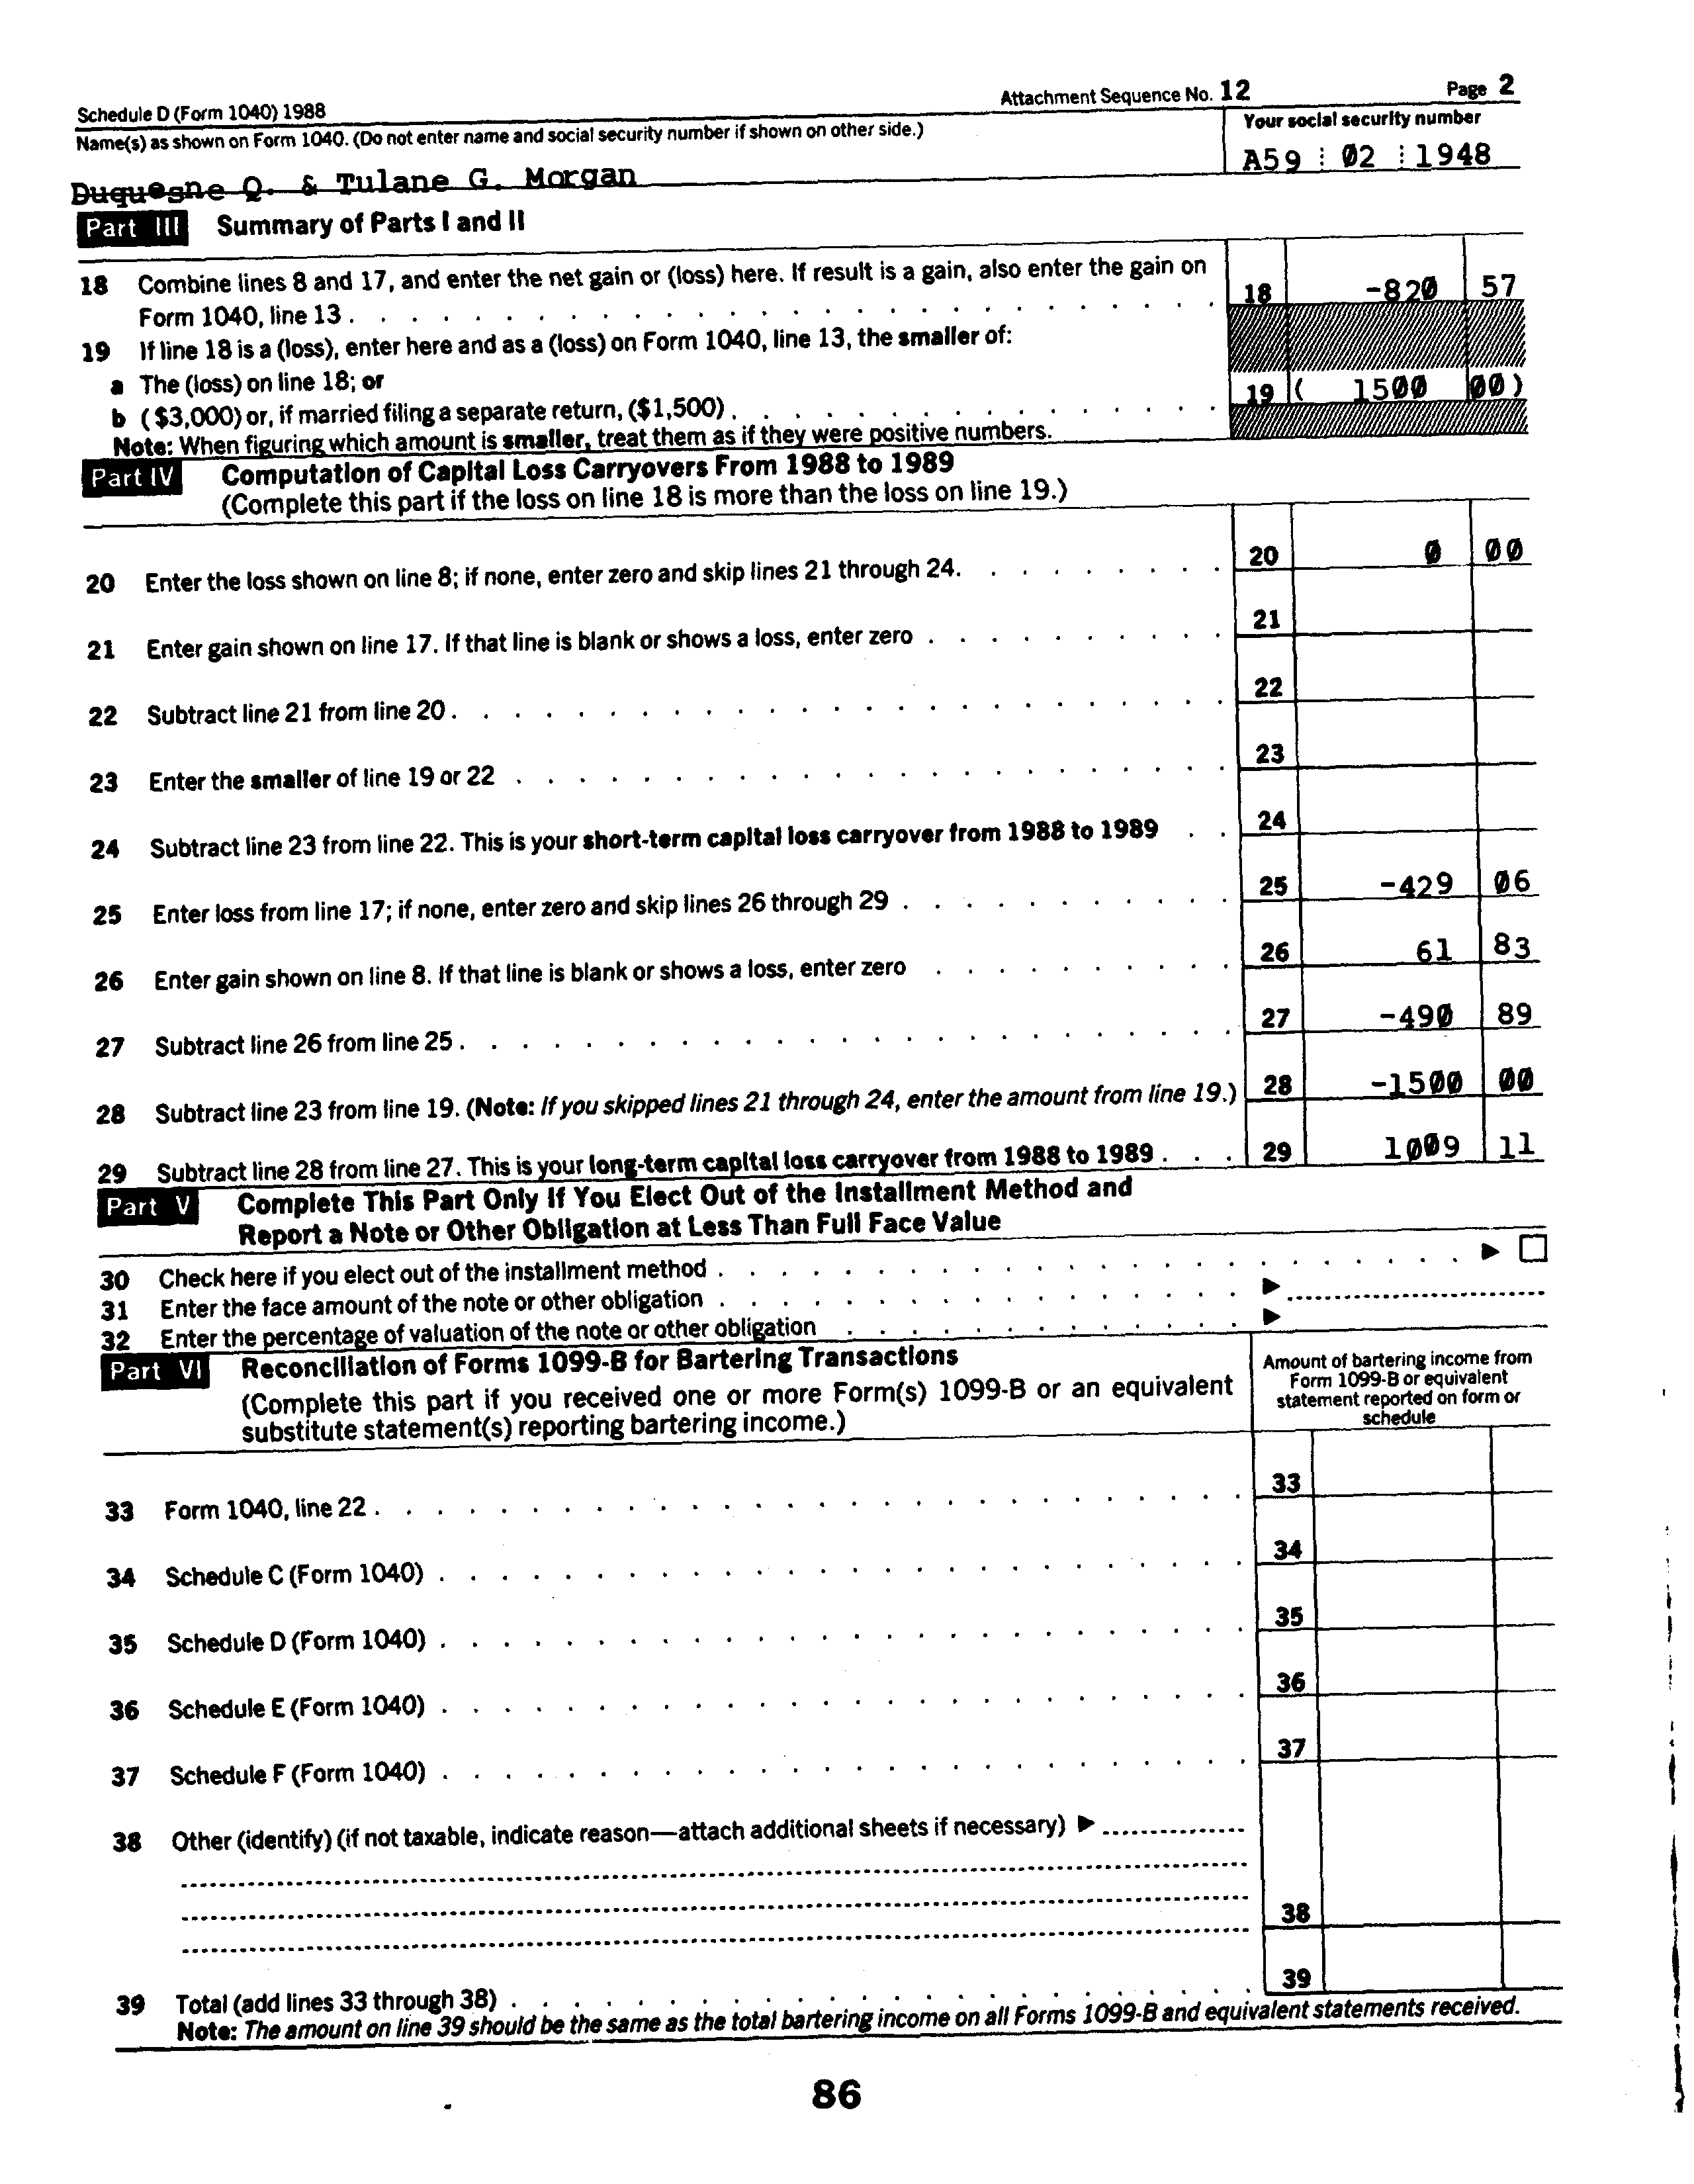 Schedule D (Form 1040) 1988 Attachment Sequence No. 12 Page 2
Name(s) as shown on Form 1040. (Do not enter name and social security number if shown on other side.) Your social security number
Duquesne Q. & Tulane G. Morgan A59 02 1948
Part III Summary of Parts I and II
18 Combine lines 8 and 17, and enter the net gain or (loss) here. If result is a gain, also enter the gain on
Form 1040, line 13 . 18 -820 57
19 If line 18 is a (loss), enter here and as a (loss) on Form 1040, line 13, the smaller of:
a The (loss) on line 18; or
b ($3,000) or, if married filing a separate return, ($1,500) . 19 ( 1500 00 )
Note: When figuring which amount is smaller, treat them as if they were positive numbers.
Part IV Computation of Capital Loss Carryovers From 1988 to 1989
(Complete this part if the loss on line 18 is more than the loss on line 19.)
20 Enter the loss shown on line 8; if none, enter zero and skip lines 21 through 24. 20 0 00
21 Enter gain shown on line 17. If that line is blank or shows a loss, enter zero 21
22 Subtract line 21 from line 20 . 22
23 Enter the smaller of line 19 or 22 23
24 Subtract line 23 from line 22. This is your short-term capital loss carryover from 1988 to 1989 24
25 Enter loss from line 17; if none, enter zero and skip lines 26 through 29 25 -429 06
26 Enter gain shown on line 8. If that line is blank or shows a loss, enter zero 26 61 83
27 Subtract line 26 from line 25 . 27 -490 89
28 Subtract line 23 from line 19. (Note: If you skipped lines 21 through 24, enter the amount from line 19.) 28 -1500 00
29 Subtract line 28 from line 27. This is your long-term capital loss carryover from 1988 to 1989 . 29 1009 11
Part V Complete This Part Only If You Elect Out of the Installment Method and
Report a Note or Other Obligation at Less Than Full Face Value
30 Check here if you elect out of the installment method . ▶ ☐
31 Enter the face amount of the note or other obligation . ▶
32 Enter the percentage of valuation of the note or other obligation ▶
Part VI Reconciliation of Forms 1099-B for Bartering Transactions
(Complete this part if you received one or more Form(s) 1099-B or an equivalent
substitute statement(s) reporting bartering income.)
Amount of bartering income from
Form 1099-B or equivalent
statement reported on form or
schedule
33 Form 1040, line 22 . 33
34 Schedule C (Form 1040) . 34
35 Schedule D (Form 1040) . 35
36 Schedule E (Form 1040) . 36
37 Schedule F (Form 1040) . 37
38 Other (identify) (if not taxable, indicate reason—attach additional sheets if necessary) ▶
38
39 Total (add lines 33 through 38) . 39
Note: The amount on line 39 should be the same as the total bartering income on all Forms 1099-B and equivalent statements received.
86